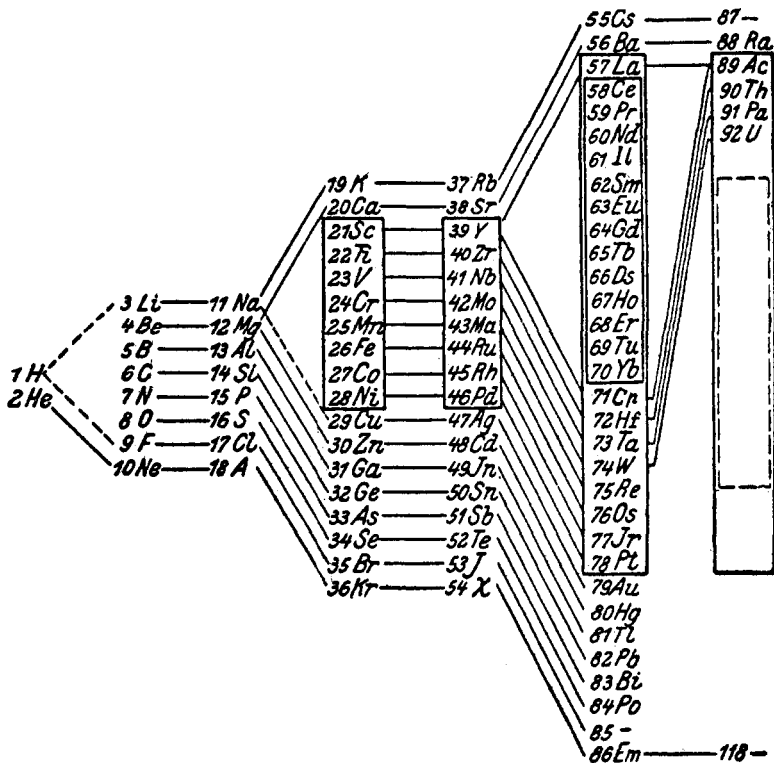 1 H
2 He
3 Li
4 Be
5 B
6 C
7 N
8 O
9 F
10 Ne
11 Na
12 Mg
13 Al
14 Si
15 P
16 S
17 Cl
18 A
19 K
20 Ca
21 Sc
22 Ti
23 V
24 Cr
25 Mn
26 Fe
27 Co
28 Ni
29 Cu
30 Zn
31 Ga
32 Ge
33 As
34 Se
35 Br
36 Kr
37 Rb
38 Sr
39 Y
40 Zr
41 Nb
42 Mo
43 Ma
44 Ru
45 Rh
46 Pd
47 Ag
48 Cd
49 Jn
50 Sn
51 Sb
52 Te
53 J
54 X
55 Cs
56 Ba
57 La
58 Ce
59 Pr
60 Nd
61 Il
62 Sm
63 Eu
64 Gd
65 Tb
66 Ds
67 Ho
68 Er
69 Tu
70 Yb
71 Cp
72 Hf
73 Ta
74 W
75 Re
76 Os
77 Jr
78 Pt
79 Au
80 Hg
81 Tl
82 Pb
83 Bi
84 Po
85 -
86 Em
87 -
88 Ra
89 Ac
90 Th
91 Pa
92 U
118 -